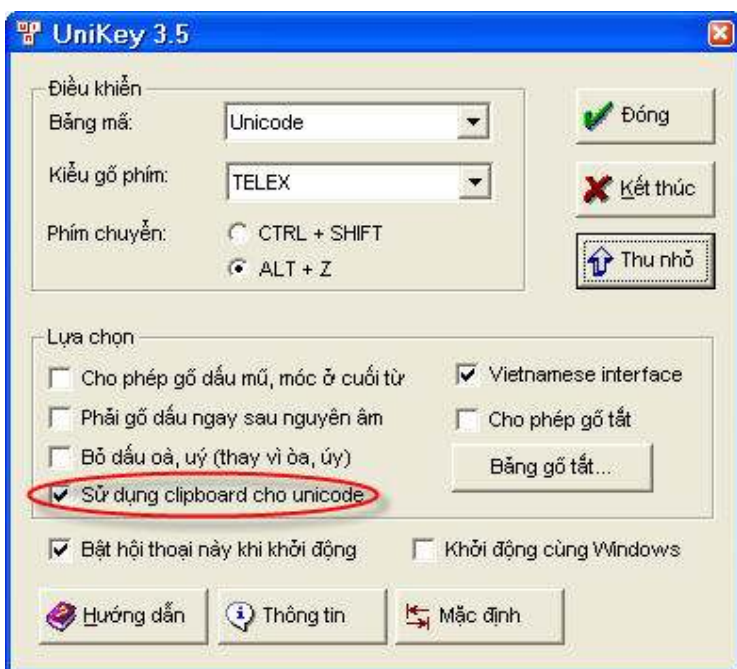 UniKey 3.5
Điều khiển
Bảng mã:
Unicode
Đóng
Kiểu gõ phím:
TELEX
Kết thúc
Phím chuyển:
CTRL + SHIFT
ALT + Z
Thu nhỏ
Lựa chọn
Cho phép gõ dấu mũ, móc ở cuối từ
Vietnamese interface
Phải gõ dấu ngay sau nguyên âm
Cho phép gõ tắt
Bỏ dấu oà, uý (thay vì òa, úy)
Bảng gõ tắt...
Sử dụng clipboard cho unicode
Bật hội thoại này khi khởi động
Khởi động cùng Windows
Hướng dẫn
Thông tin
Mặc định